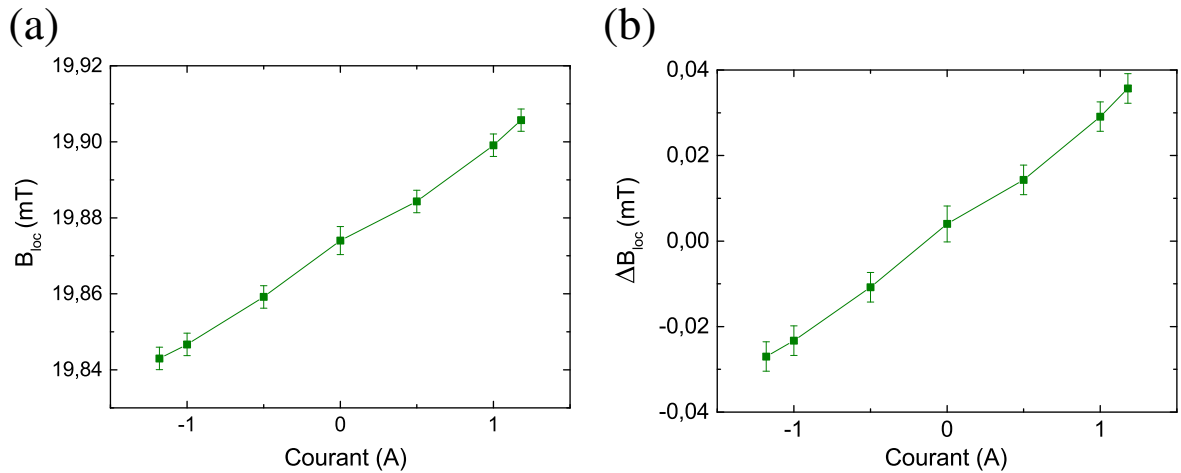 (a)
19,92
19,90
19,88
19,86
19,84
B_loc (mT)
-1
0
1
Courant (A)
(b)
0,04
0,02
0,00
-0,02
-0,04
ΔB_loc (mT)
-1
0
1
Courant (A)